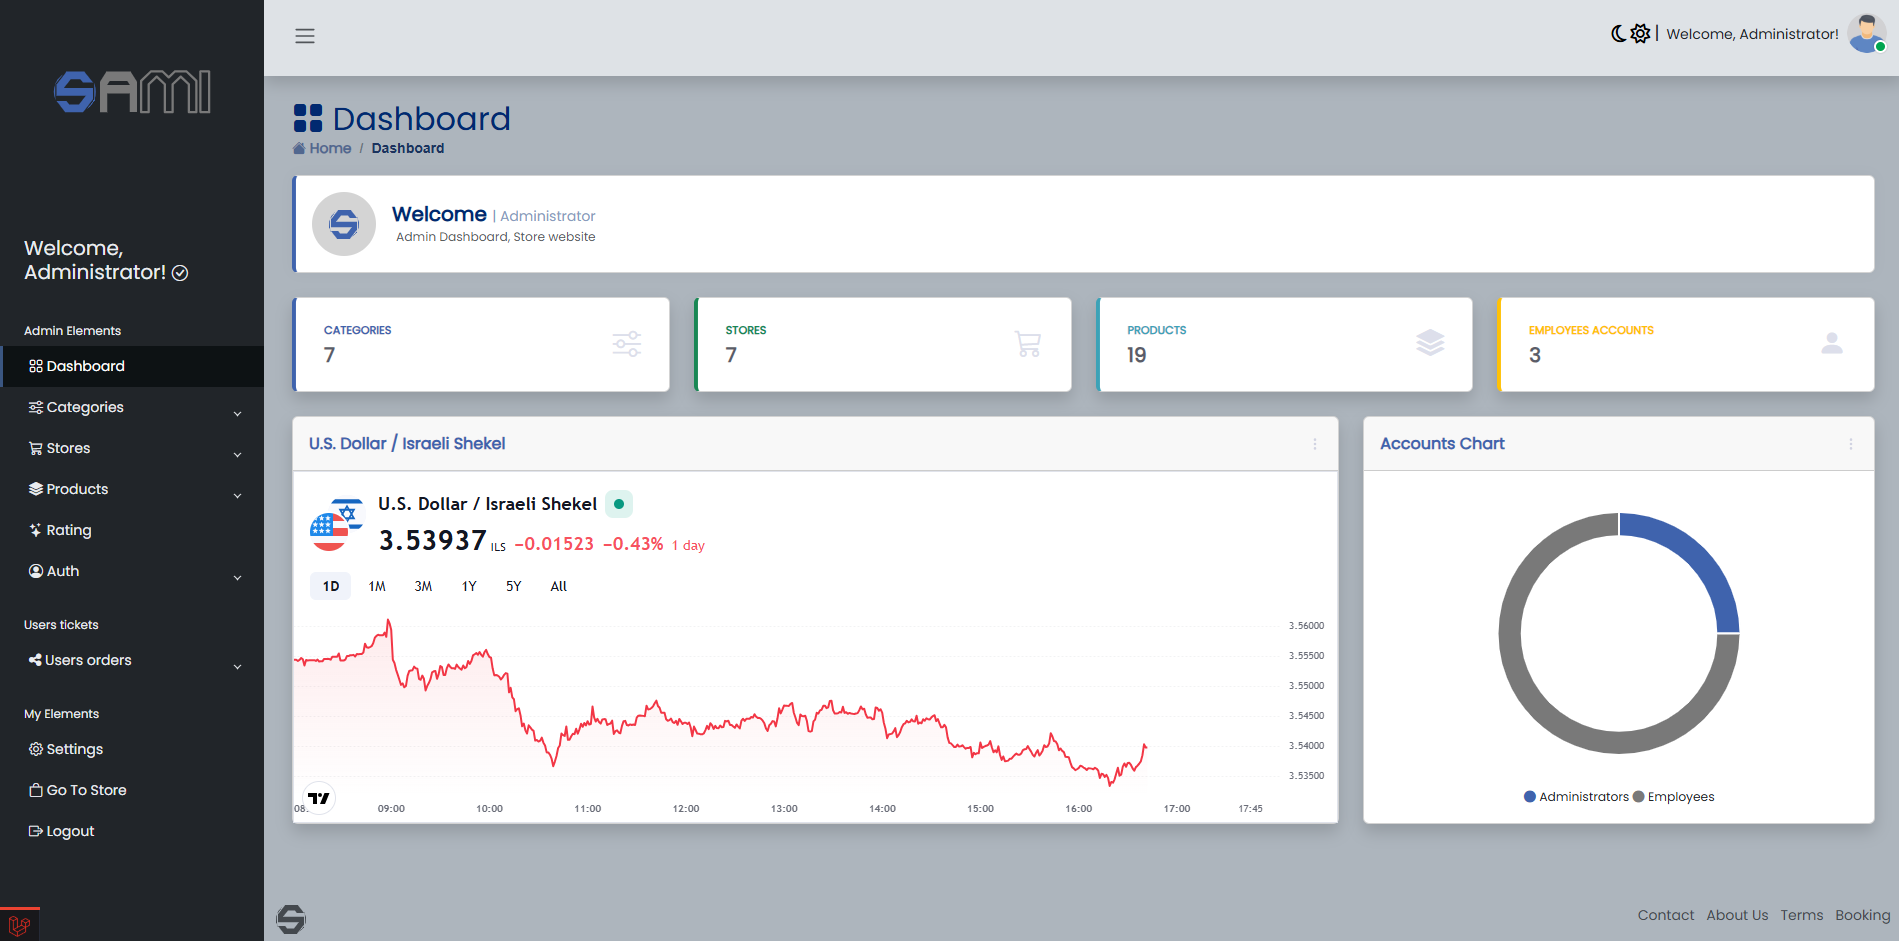 SAMI
Welcome,
Administrator!
Admin Elements
Dashboard
Categories
Stores
Products
Rating
Auth
Users tickets
Users orders
My Elements
Settings
Go To Store
Logout
| Welcome, Administrator!
Dashboard
Home / Dashboard
Welcome | Administrator
Admin Dashboard, Store website
CATEGORIES
7
STORES
7
PRODUCTS
19
EMPLOYEES ACCOUNTS
3
U.S. Dollar / Israeli Shekel
U.S. Dollar / Israeli Shekel
3.53937 ILS −0.01523 −0.43% 1 day
1D 1M 3M 1Y 5Y All
3.56000
3.55500
3.55000
3.54500
3.54000
3.53500
09:00 10:00 11:00 12:00 13:00 14:00 15:00 16:00 17:00 17:45
Accounts Chart
Administrators Employees
Contact About Us Terms Booking